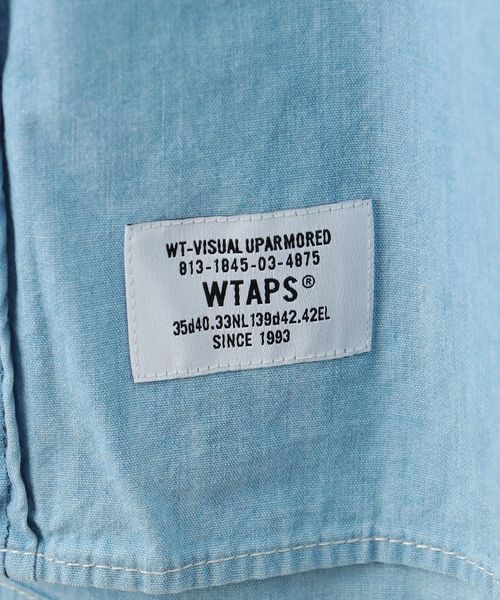 WT-VISUAL UPARMORED
813-1845-03-4875
WTAPS®
35d40.33NL139d42.42EL
SINCE 1993